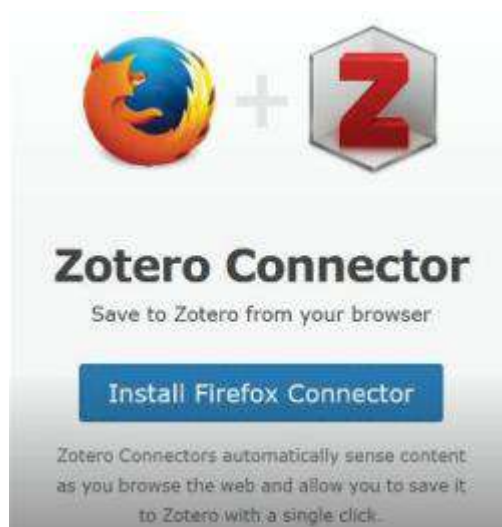 Z
Zotero Connector
Save to Zotero from your browser
Install Firefox Connector
Zotero Connectors automatically sense content
as you browse the web and allow you to save it
to Zotero with a single click.